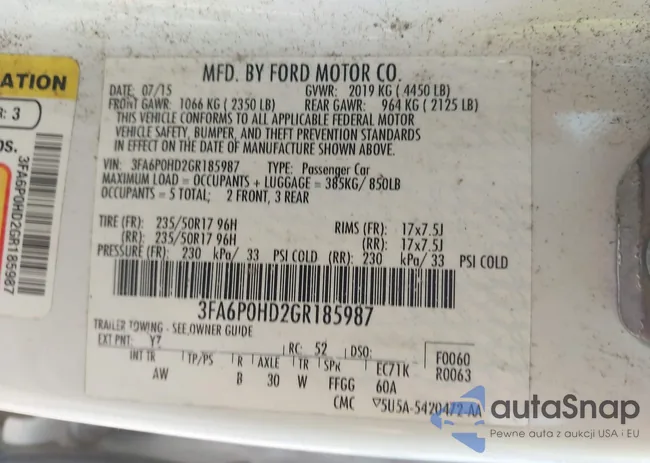 ATION
R: 3
os.
3FA6P0HD2GR185987
MFD. BY FORD MOTOR CO.
DATE: 07/15 GVWR: 2019 KG ( 4450 LB)
FRONT GAWR: 1066 KG ( 2350 LB) REAR GAWR: 964 KG ( 2125 LB)
THIS VEHICLE CONFORMS TO ALL APPLICABLE FEDERAL MOTOR
VEHICLE SAFETY, BUMPER, AND THEFT PREVENTION STANDARDS
IN EFFECT ON THE DATE OF MANUFACTURE SHOWN ABOVE.
VIN: 3FA6P0HD2GR185987 TYPE: Passenger Car
MAXIMUM LOAD = OCCUPANTS + LUGGAGE = 385KG/ 850LB
OCCUPANTS = 5 TOTAL; 2 FRONT, 3 REAR
TIRE (FR): 235/50R17 96H RIMS (FR): 17x7.5J
(RR): 235/50R17 96H (RR): 17x7.5J
PRESSURE (FR): 230 kPa/ 33 PSI COLD (RR): 230 kPa/ 33 PSI COLD
3FA6P0HD2GR185987
TRAILER TOWING - SEE OWNER GUIDE
EXT PNT: YZ RC: 52 DSO: F0060
INT TR TP/PS R AXLE TR SPR EC71K R0063
AW B 30 W FFGG 60A
CMC 5U5A-5420472-AA
autoSnap
Pewne auta z aukcji USA i EU